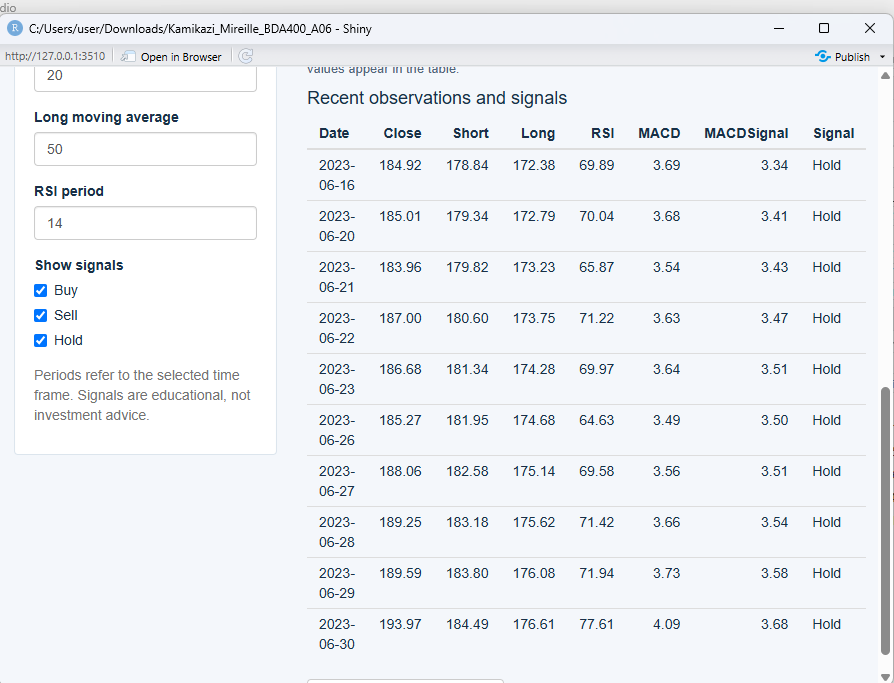 dio
R C:/Users/user/Downloads/Kamikazi_Mireille_BDA400_A06 - Shiny
http://127.0.0.1:3510 Open in Browser Publish
20
Long moving average
50
RSI period
14
Show signals
Buy
Sell
Hold
Periods refer to the selected time
frame. Signals are educational, not
investment advice.
values appear in the table.
Recent observations and signals
Date Close Short Long RSI MACD MACDSignal Signal
2023- 184.92 178.84 172.38 69.89 3.69 3.34 Hold
06-16
2023- 185.01 179.34 172.79 70.04 3.68 3.41 Hold
06-20
2023- 183.96 179.82 173.23 65.87 3.54 3.43 Hold
06-21
2023- 187.00 180.60 173.75 71.22 3.63 3.47 Hold
06-22
2023- 186.68 181.34 174.28 69.97 3.64 3.51 Hold
06-23
2023- 185.27 181.95 174.68 64.63 3.49 3.50 Hold
06-26
2023- 188.06 182.58 175.14 69.58 3.56 3.51 Hold
06-27
2023- 189.25 183.18 175.62 71.42 3.66 3.54 Hold
06-28
2023- 189.59 183.80 176.08 71.94 3.73 3.58 Hold
06-29
2023- 193.97 184.49 176.61 77.61 4.09 3.68 Hold
06-30